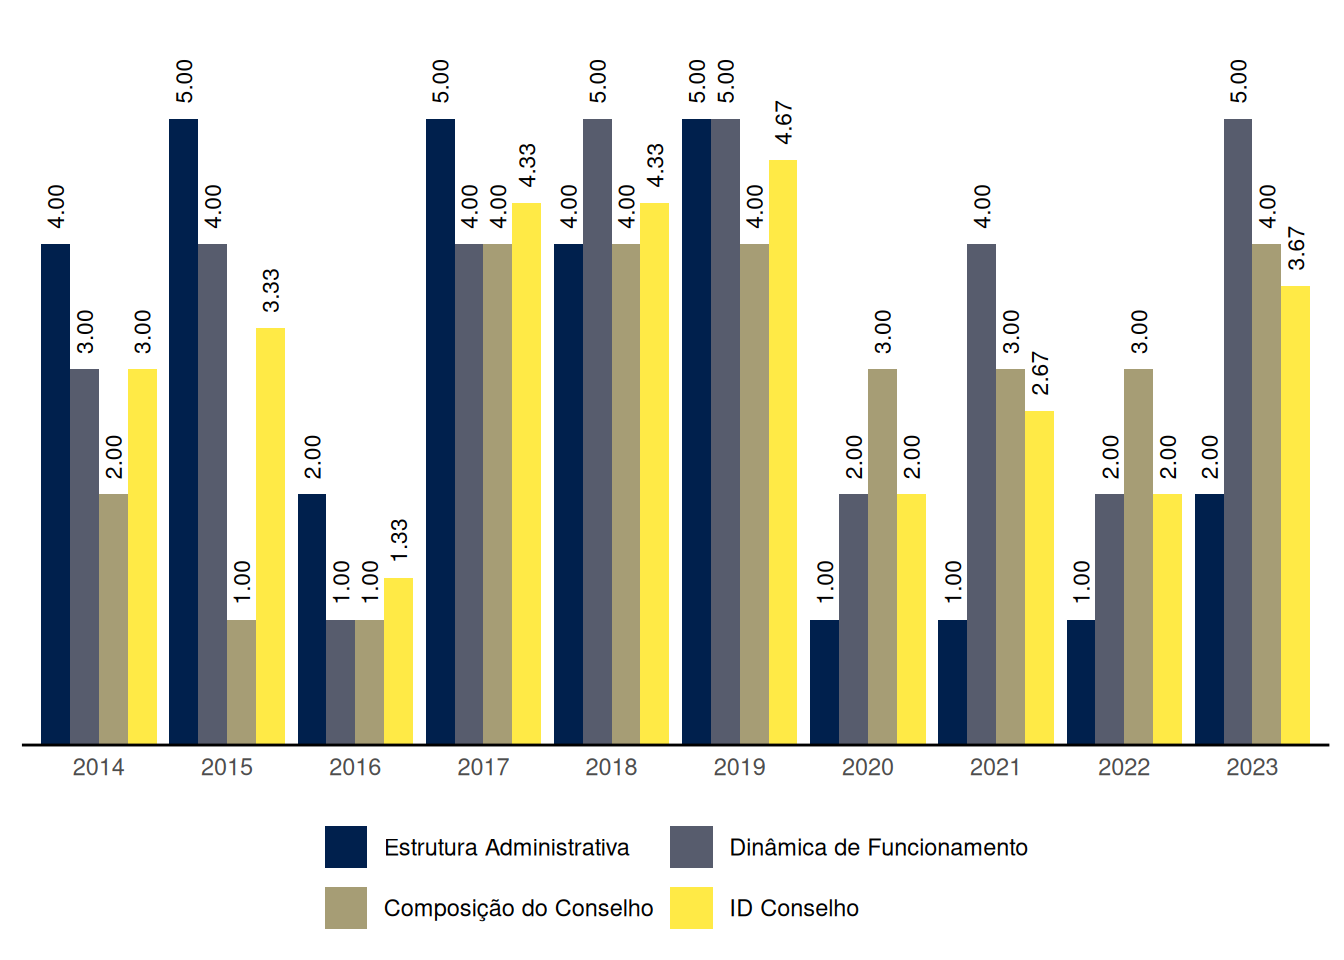 4.00 3.00 2.00 3.00
5.00 4.00 1.00 3.33
2.00 1.00 1.00 1.33
5.00 4.00 4.00 4.33
4.00 5.00 4.00 4.33
5.00 5.00 4.00 4.67
1.00 2.00 3.00 2.00
1.00 4.00 3.00 2.67
1.00 2.00 3.00 2.00
2.00 5.00 4.00 3.67
2014 2015 2016 2017 2018 2019 2020 2021 2022 2023
Estrutura Administrativa Dinâmica de Funcionamento
Composição do Conselho ID Conselho